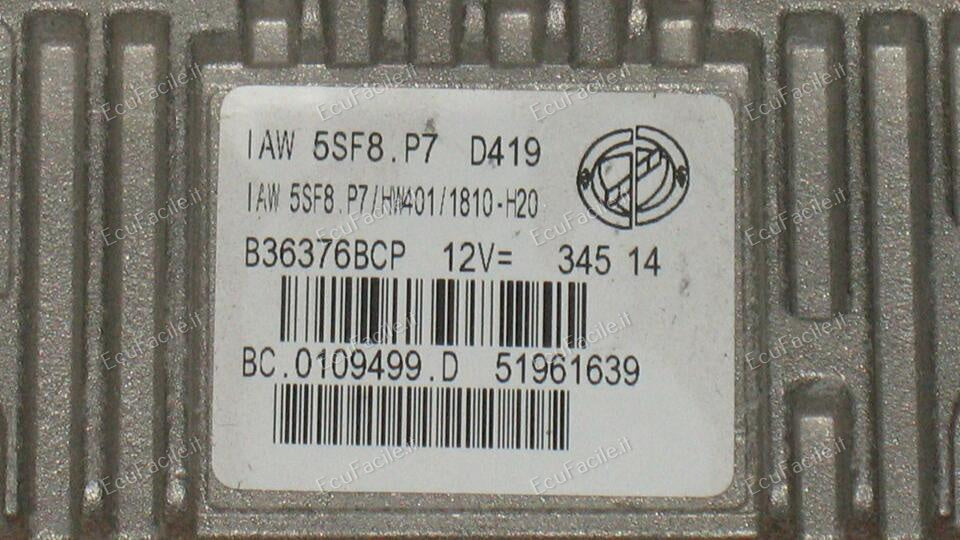 IAW 5SF8.P7 D419
IAW 5SF8.P7/HW401/1810-H20
B36376BCP 12V= 345 14
BC.0109499.D 51961639
EcuFacile.it